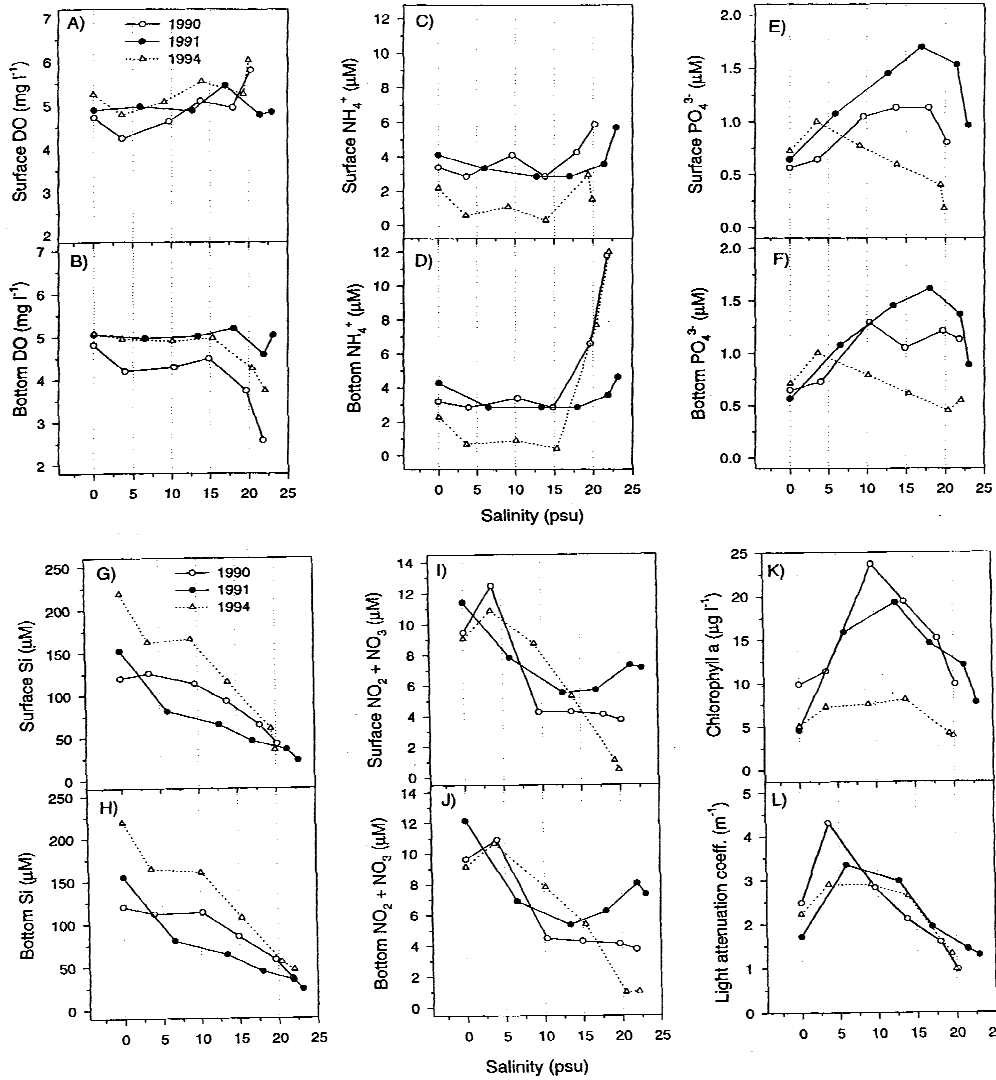 A)
1990
1991
1994
Surface DO (mg l⁻¹)
7
6
5
4
3
2
B)
Bottom DO (mg l⁻¹)
7
6
5
4
3
2
0 5 10 15 20 25
C)
Surface NH₄⁺ (µM)
12
10
8
6
4
2
0
D)
Bottom NH₄⁺ (µM)
12
10
8
6
4
2
0
0 5 10 15 20 25
Salinity (psu)
E)
Surface PO₄³⁻ (µM)
2.0
1.5
1.0
0.5
0.0
F)
Bottom PO₄³⁻ (µM)
2.0
1.5
1.0
0.5
0.0
0 5 10 15 20 25
G)
1990
1991
1994
Surface Si (µM)
250
200
150
100
50
0
H)
Bottom Si (µM)
250
200
150
100
50
0
0 5 10 15 20 25
I)
Surface NO₂ + NO₃ (µM)
14
12
10
8
6
4
2
0
J)
Bottom NO₂ + NO₃ (µM)
14
12
10
8
6
4
2
0
0 5 10 15 20 25
Salinity (psu)
K)
Chlorophyll a (µg l⁻¹)
25
20
15
10
5
0
L)
Light attenuation coeff. (m⁻¹)
5
4
3
2
1
0
0 5 10 15 20 25